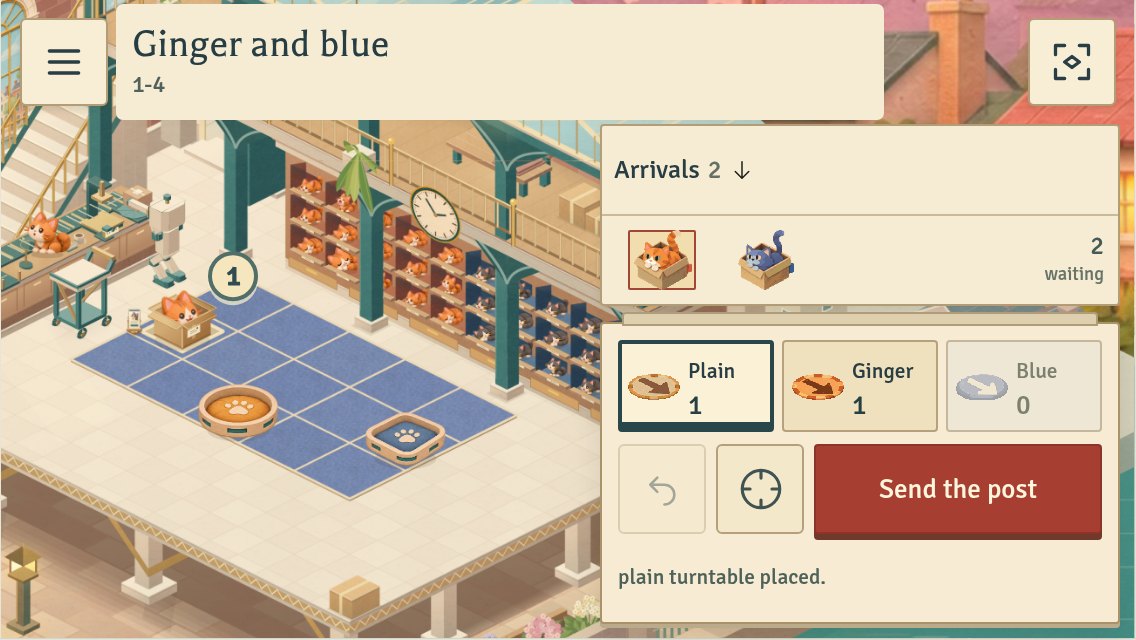 Ginger and blue
1-4
Arrivals 2 ↓
2
waiting
1
Plain
1
Ginger
1
Blue
0
Send the post
plain turntable placed.